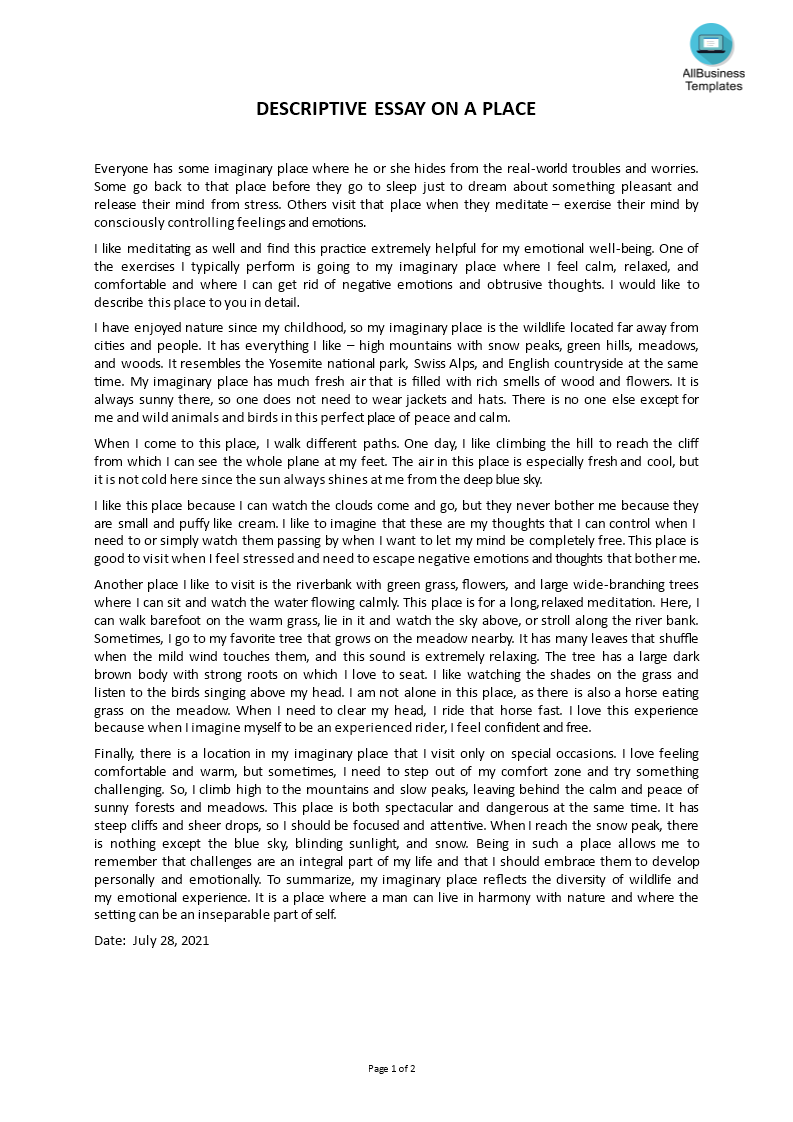 AllBusiness
Templates
DESCRIPTIVE ESSAY ON A PLACE
Everyone has some imaginary place where he or she hides from the real-world troubles and worries.
Some go back to that place before they go to sleep just to dream about something pleasant and
release their mind from stress. Others visit that place when they meditate – exercise their mind by
consciously controlling feelings and emotions.
I like meditating as well and find this practice extremely helpful for my emotional well-being. One of
the exercises I typically perform is going to my imaginary place where I feel calm, relaxed, and
comfortable and where I can get rid of negative emotions and obtrusive thoughts. I would like to
describe this place to you in detail.
I have enjoyed nature since my childhood, so my imaginary place is the wildlife located far away from
cities and people. It has everything I like – high mountains with snow peaks, green hills, meadows,
and woods. It resembles the Yosemite national park, Swiss Alps, and English countryside at the same
time. My imaginary place has much fresh air that is filled with rich smells of wood and flowers. It is
always sunny there, so one does not need to wear jackets and hats. There is no one else except for
me and wild animals and birds in this perfect place of peace and calm.
When I come to this place, I walk different paths. One day, I like climbing the hill to reach the cliff
from which I can see the whole plane at my feet. The air in this place is especially fresh and cool, but
it is not cold here since the sun always shines at me from the deep blue sky.
I like this place because I can watch the clouds come and go, but they never bother me because they
are small and puffy like cream. I like to imagine that these are my thoughts that I can control when I
need to or simply watch them passing by when I want to let my mind be completely free. This place is
good to visit when I feel stressed and need to escape negative emotions and thoughts that bother me.
Another place I like to visit is the riverbank with green grass, flowers, and large wide-branching trees
where I can sit and watch the water flowing calmly. This place is for a long, relaxed meditation. Here, I
can walk barefoot on the warm grass, lie in it and watch the sky above, or stroll along the river bank.
Sometimes, I go to my favorite tree that grows on the meadow nearby. It has many leaves that shuffle
when the mild wind touches them, and this sound is extremely relaxing. The tree has a large dark
brown body with strong roots on which I love to seat. I like watching the shades on the grass and
listen to the birds singing above my head. I am not alone in this place, as there is also a horse eating
grass on the meadow. When I need to clear my head, I ride that horse fast. I love this experience
because when I imagine myself to be an experienced rider, I feel confident and free.
Finally, there is a location in my imaginary place that I visit only on special occasions. I love feeling
comfortable and warm, but sometimes, I need to step out of my comfort zone and try something
challenging. So, I climb high to the mountains and slow peaks, leaving behind the calm and peace of
sunny forests and meadows. This place is both spectacular and dangerous at the same time. It has
steep cliffs and sheer drops, so I should be focused and attentive. When I reach the snow peak, there
is nothing except the blue sky, blinding sunlight, and snow. Being in such a place allows me to
remember that challenges are an integral part of my life and that I should embrace them to develop
personally and emotionally. To summarize, my imaginary place reflects the diversity of wildlife and
my emotional experience. It is a place where a man can live in harmony with nature and where the
setting can be an inseparable part of self.
Date: July 28, 2021
Page 1 of 2